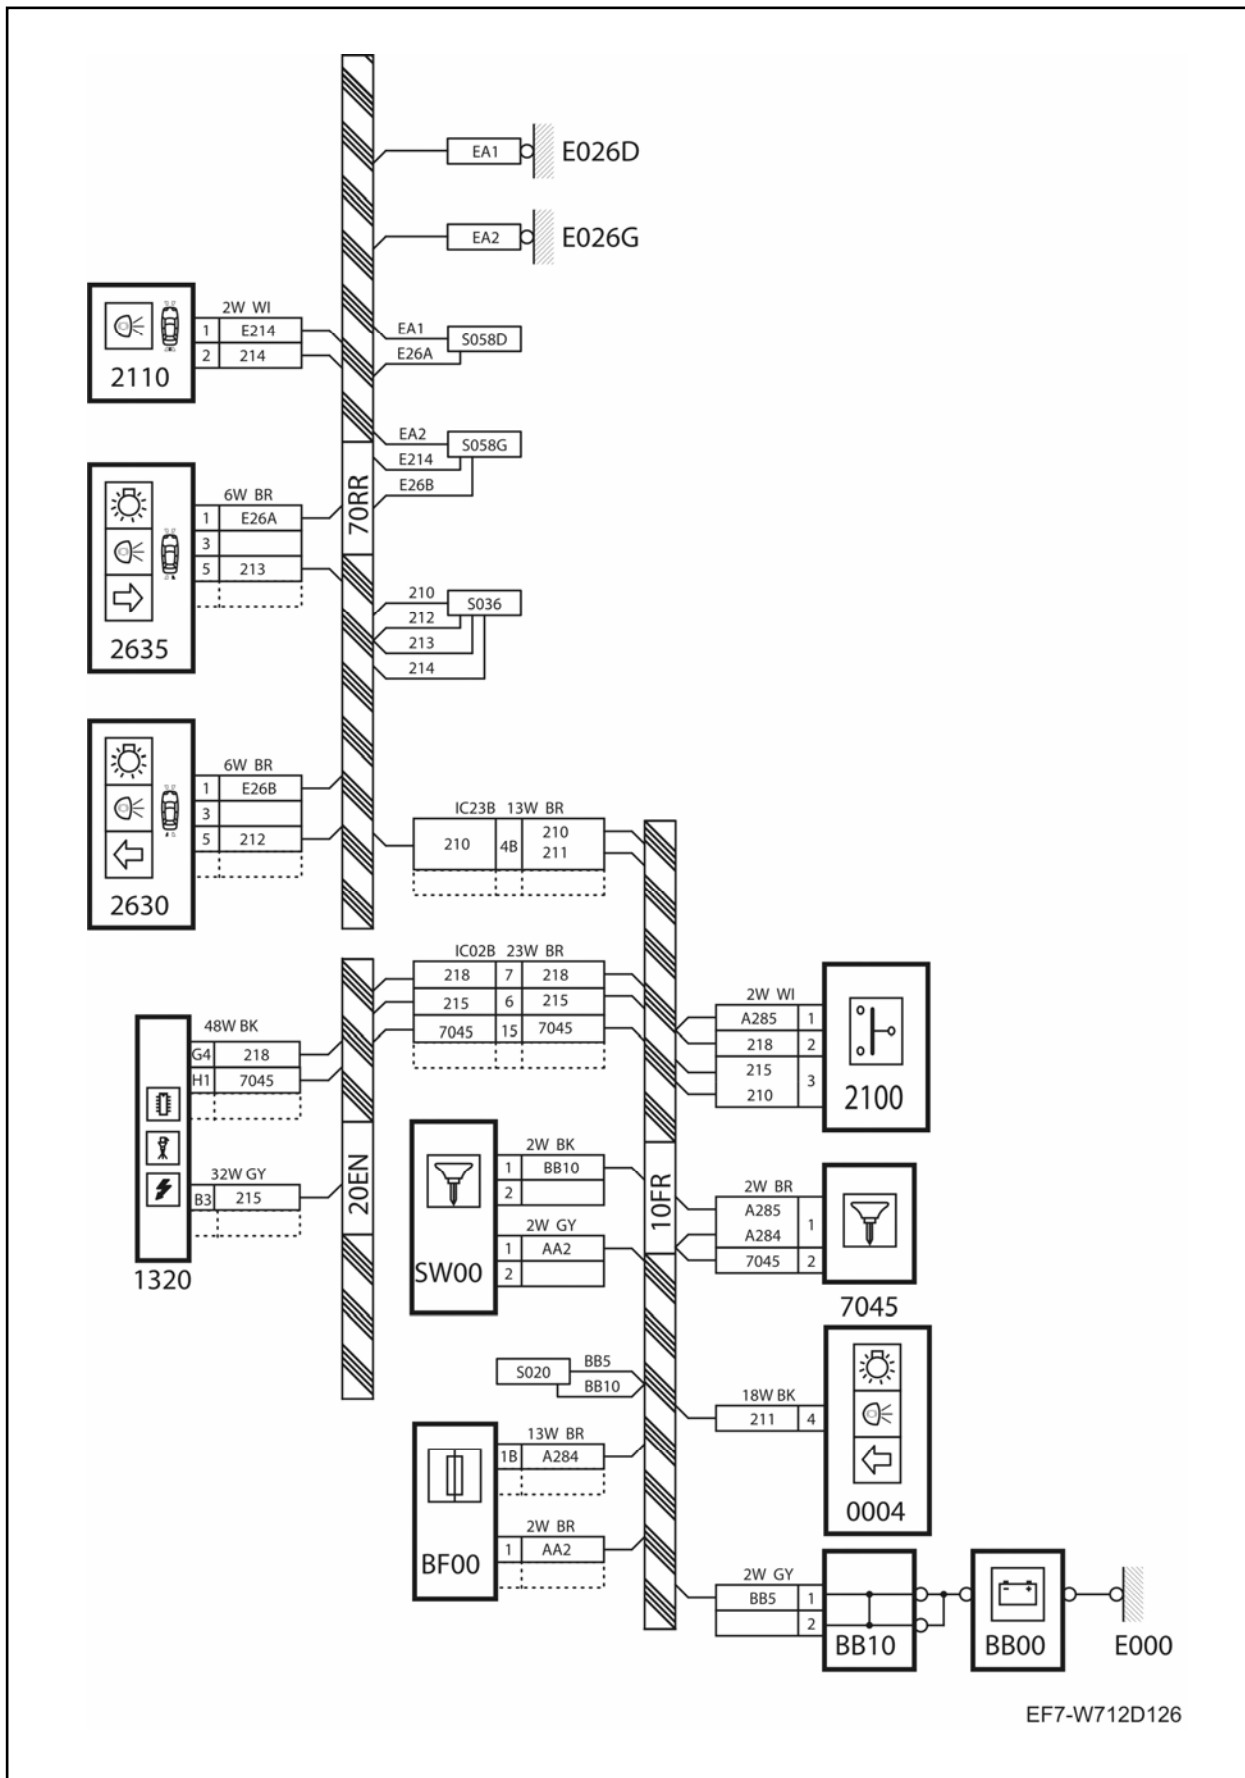 EA1 E026D
EA2 E026G
2W WI
1 E214
2 214
2110
EA1 S058D
E26A
EA2 S058G
E214
E26B
70RR
6W BR
1 E26A
3
5 213
2635
210 S036
212
213
214
6W BR
1 E26B
3
5 212
2630
IC23B 13W BR
210 4B 210
211
IC02B 23W BR
218 7 218
215 6 215
7045 15 7045
2W WI
A285 1
218 2
215 3
210
2100
48W BK
G4 218
H1 7045
32W GY
B3 215
1320
20EN
2W BK
1 BB10
2
2W GY
1 AA2
2
SW00
10FR
2W BR
A285 1
A284
7045 2
7045
S020 BB5
BB10
18W BK
211 4
0004
13W BR
1B A284
2W BR
1 AA2
BF00
2W GY
BB5 1
2
BB10
- +
BB00
E000
EF7-W712D126